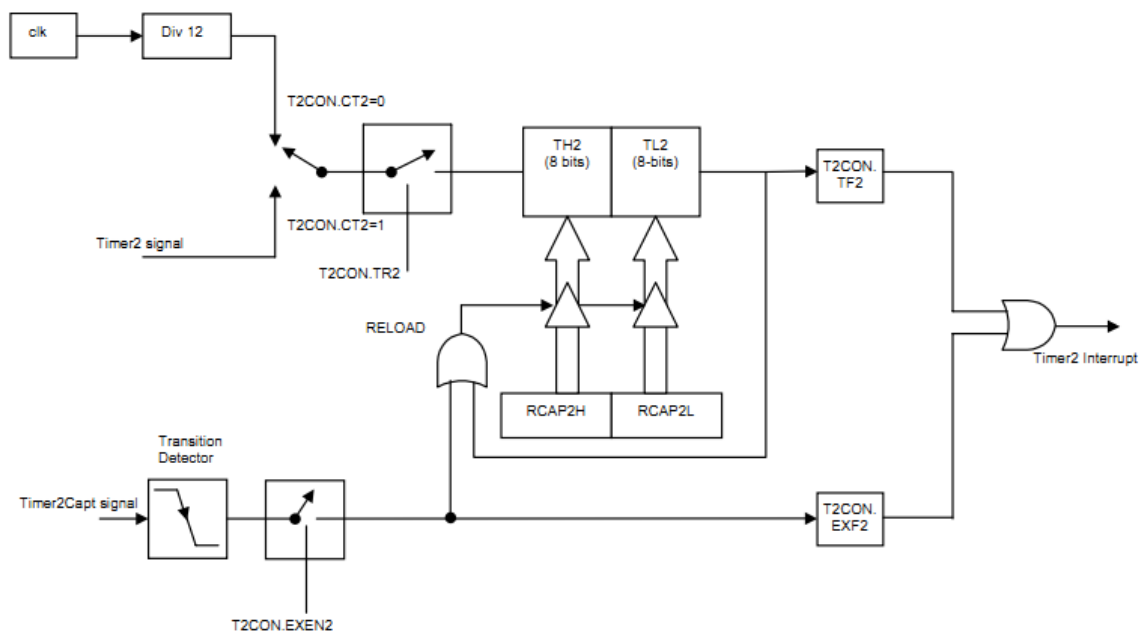 clk
Div 12
T2CON.CT2=0
TH2
(8 bits)
TL2
(8-bits)
T2CON.
TF2
T2CON.CT2=1
Timer2 signal
T2CON.TR2
RELOAD
Timer2 Interrupt
RCAP2H
RCAP2L
Transition
Detector
Timer2Capt signal
T2CON.
EXF2
T2CON.EXEN2